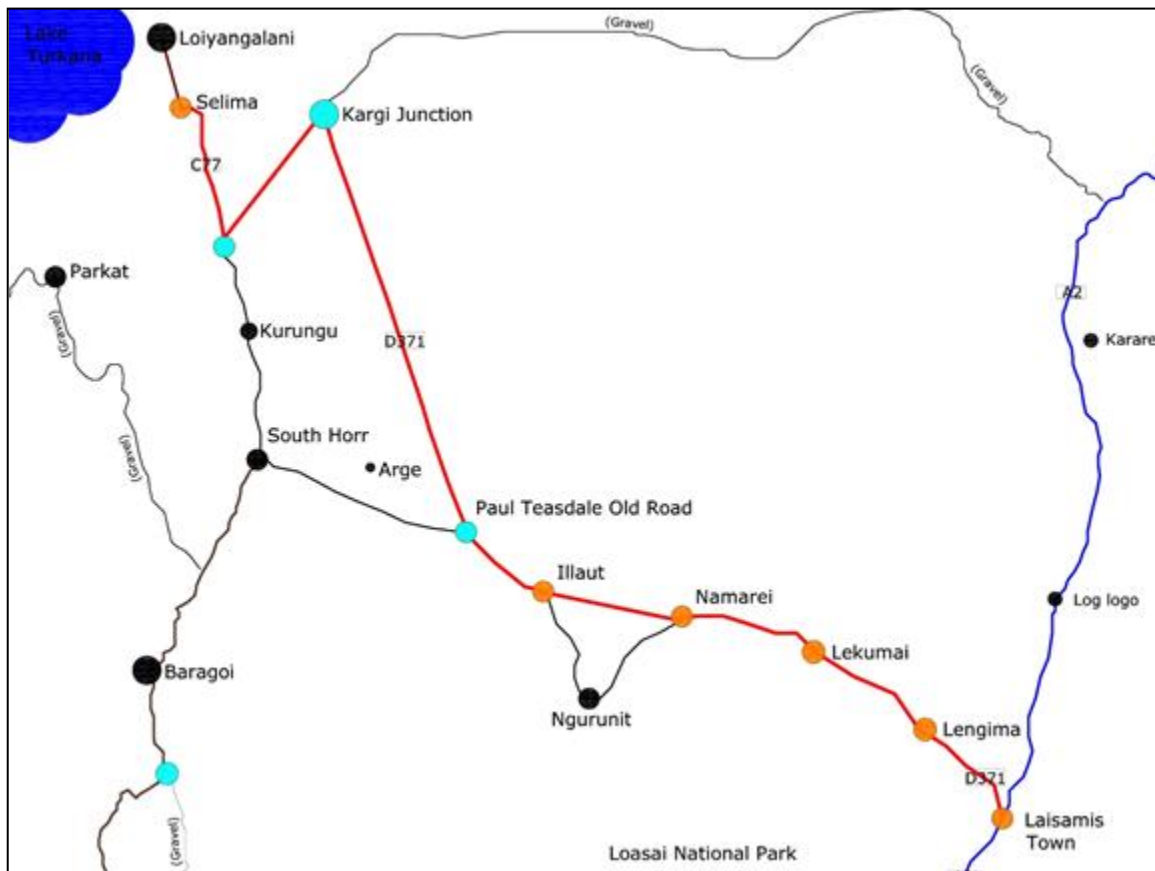 Lake
Turkana
Loiyangalani
(Gravel)
Selima
Kargi Junction
(Gravel)
C77
Parkat
A2
(Gravel)
Kurungu
D371
Karare
South Horr
(Gravel)
Arge
Paul Teasdale Old Road
Illaut
Namarei
Log logo
Lekumai
Baragoi
Ngurunit
Lengima
D371
(Gravel)
Laisamis
Town
Loasai National Park